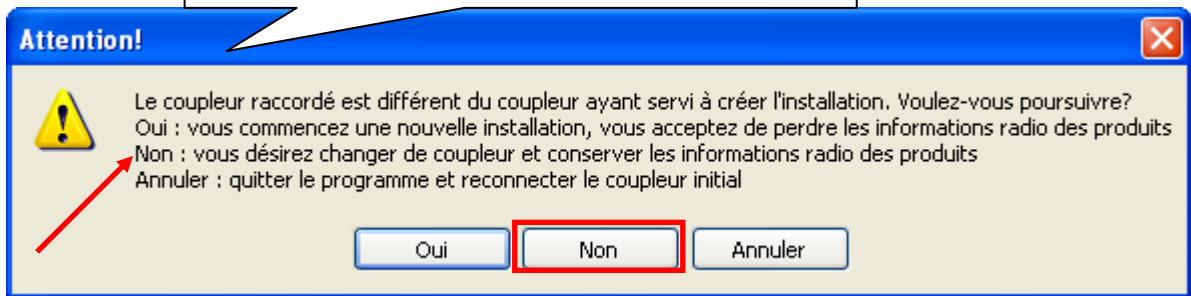 Attention!
Le coupleur raccordé est différent du coupleur ayant servi à créer l'installation. Voulez-vous poursuivre?
Oui : vous commencez une nouvelle installation, vous acceptez de perdre les informations radio des produits
Non : vous désirez changer de coupleur et conserver les informations radio des produits
Annuler : quitter le programme et reconnecter le coupleur initial
Oui Non Annuler